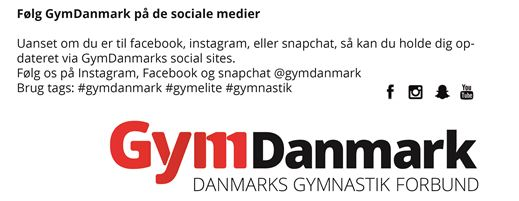 Følg GymDanmark på de sociale medier
Uanset om du er til facebook, instagram, eller snapchat, så kan du holde dig op-
dateret via GymDanmarks social sites.
Følg os på Instagram, Facebook og snapchat @gymdanmark
Brug tags: #gymdanmark #gymelite #gymnastik
f You Tube
GymDanmark
DANMARKS GYMNASTIK FORBUND